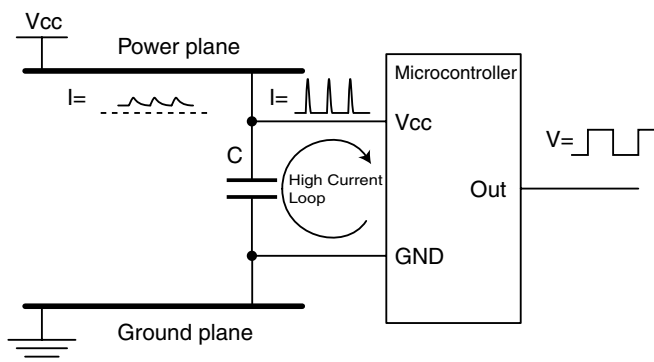 Vcc
Power plane
I=
I=
Microcontroller
Vcc
V=
C
High Current
Loop
Out
GND
Ground plane